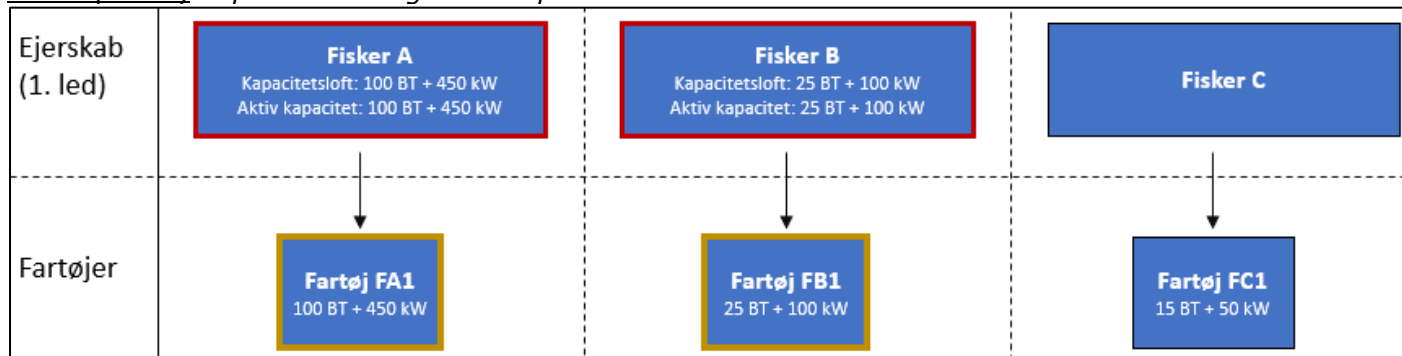 Ejerskab
(1. led)
Fisker A
Kapacitetsloft: 100 BT + 450 kW
Aktiv kapacitet: 100 BT + 450 kW
Fisker B
Kapacitetsloft: 25 BT + 100 kW
Aktiv kapacitet: 25 BT + 100 kW
Fisker C
Fartøjer
Fartøj FA1
100 BT + 450 kW
Fartøj FB1
25 BT + 100 kW
Fartøj FC1
15 BT + 50 kW